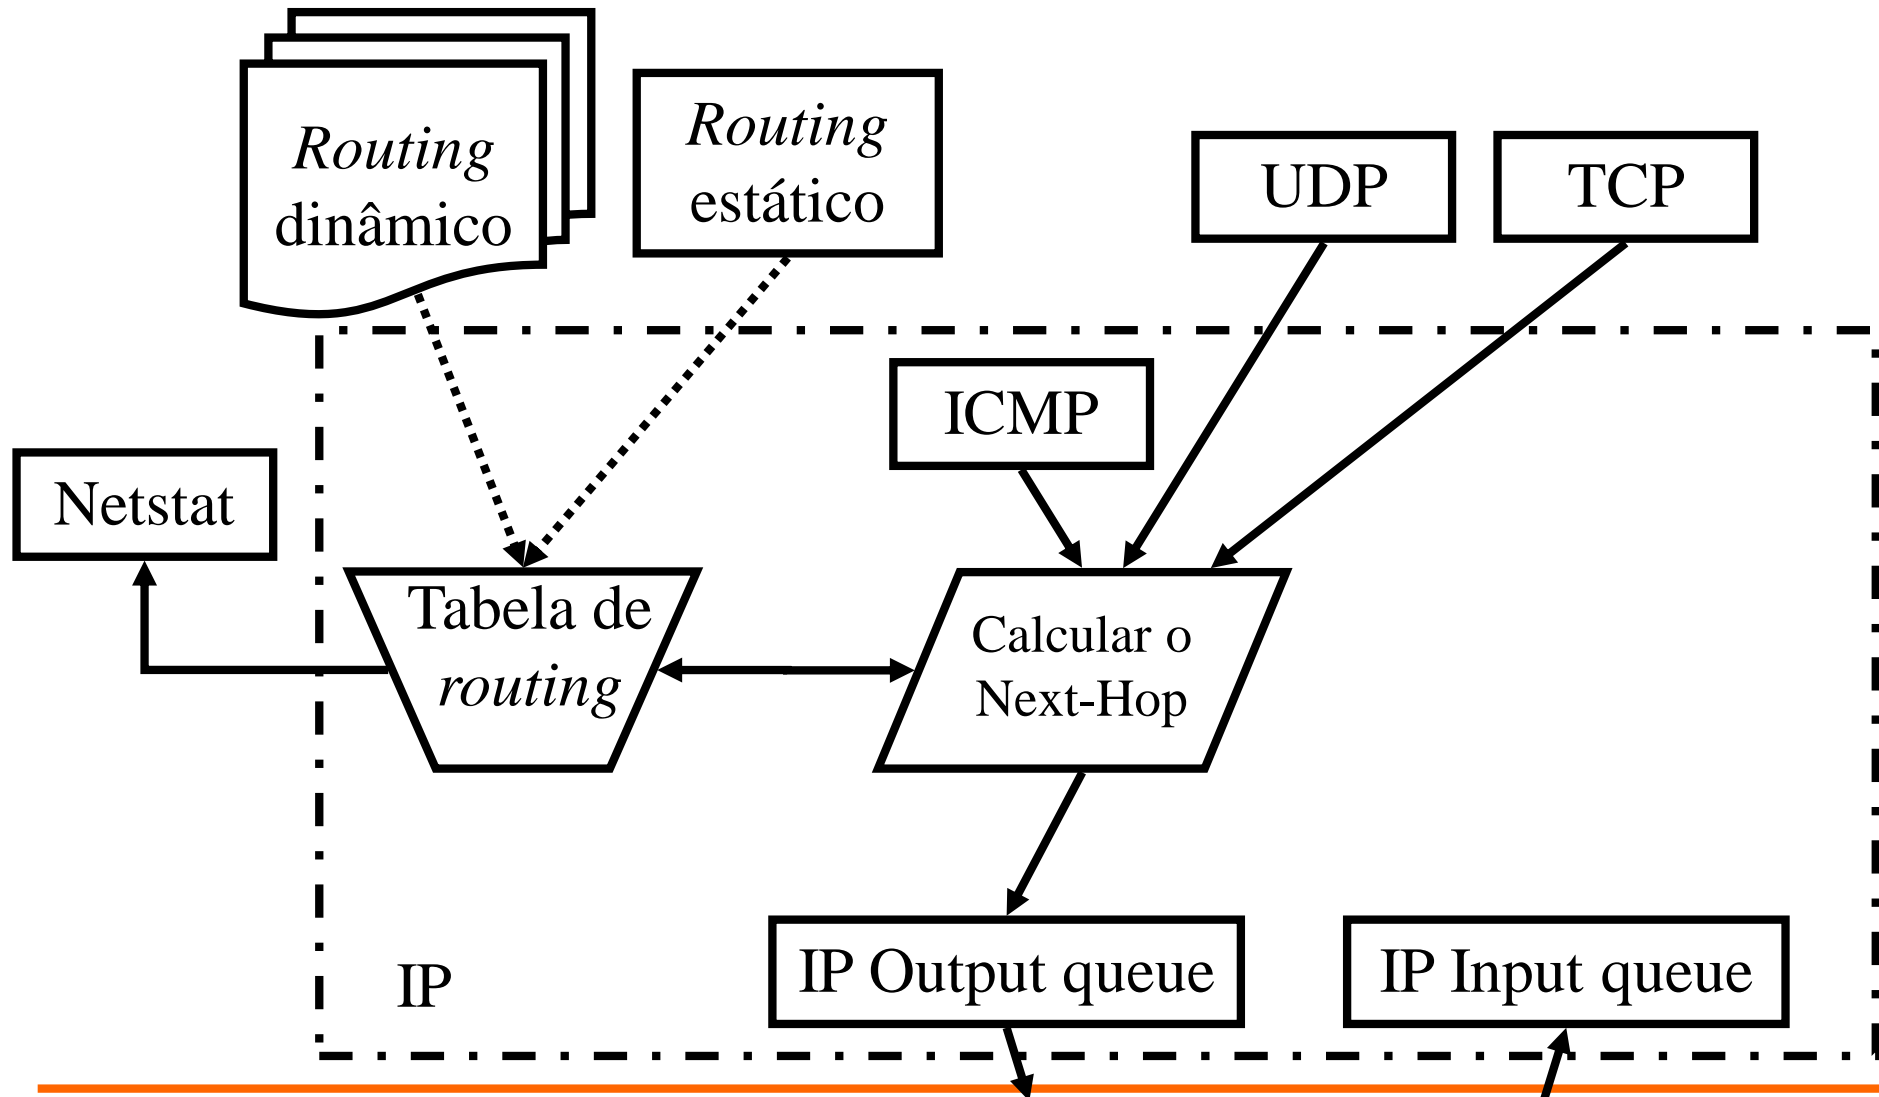 Routing
dinâmico
Routing
estático
UDP
TCP
ICMP
Netstat
Tabela de
routing
Calcular o
Next-Hop
IP
IP Output queue
IP Input queue